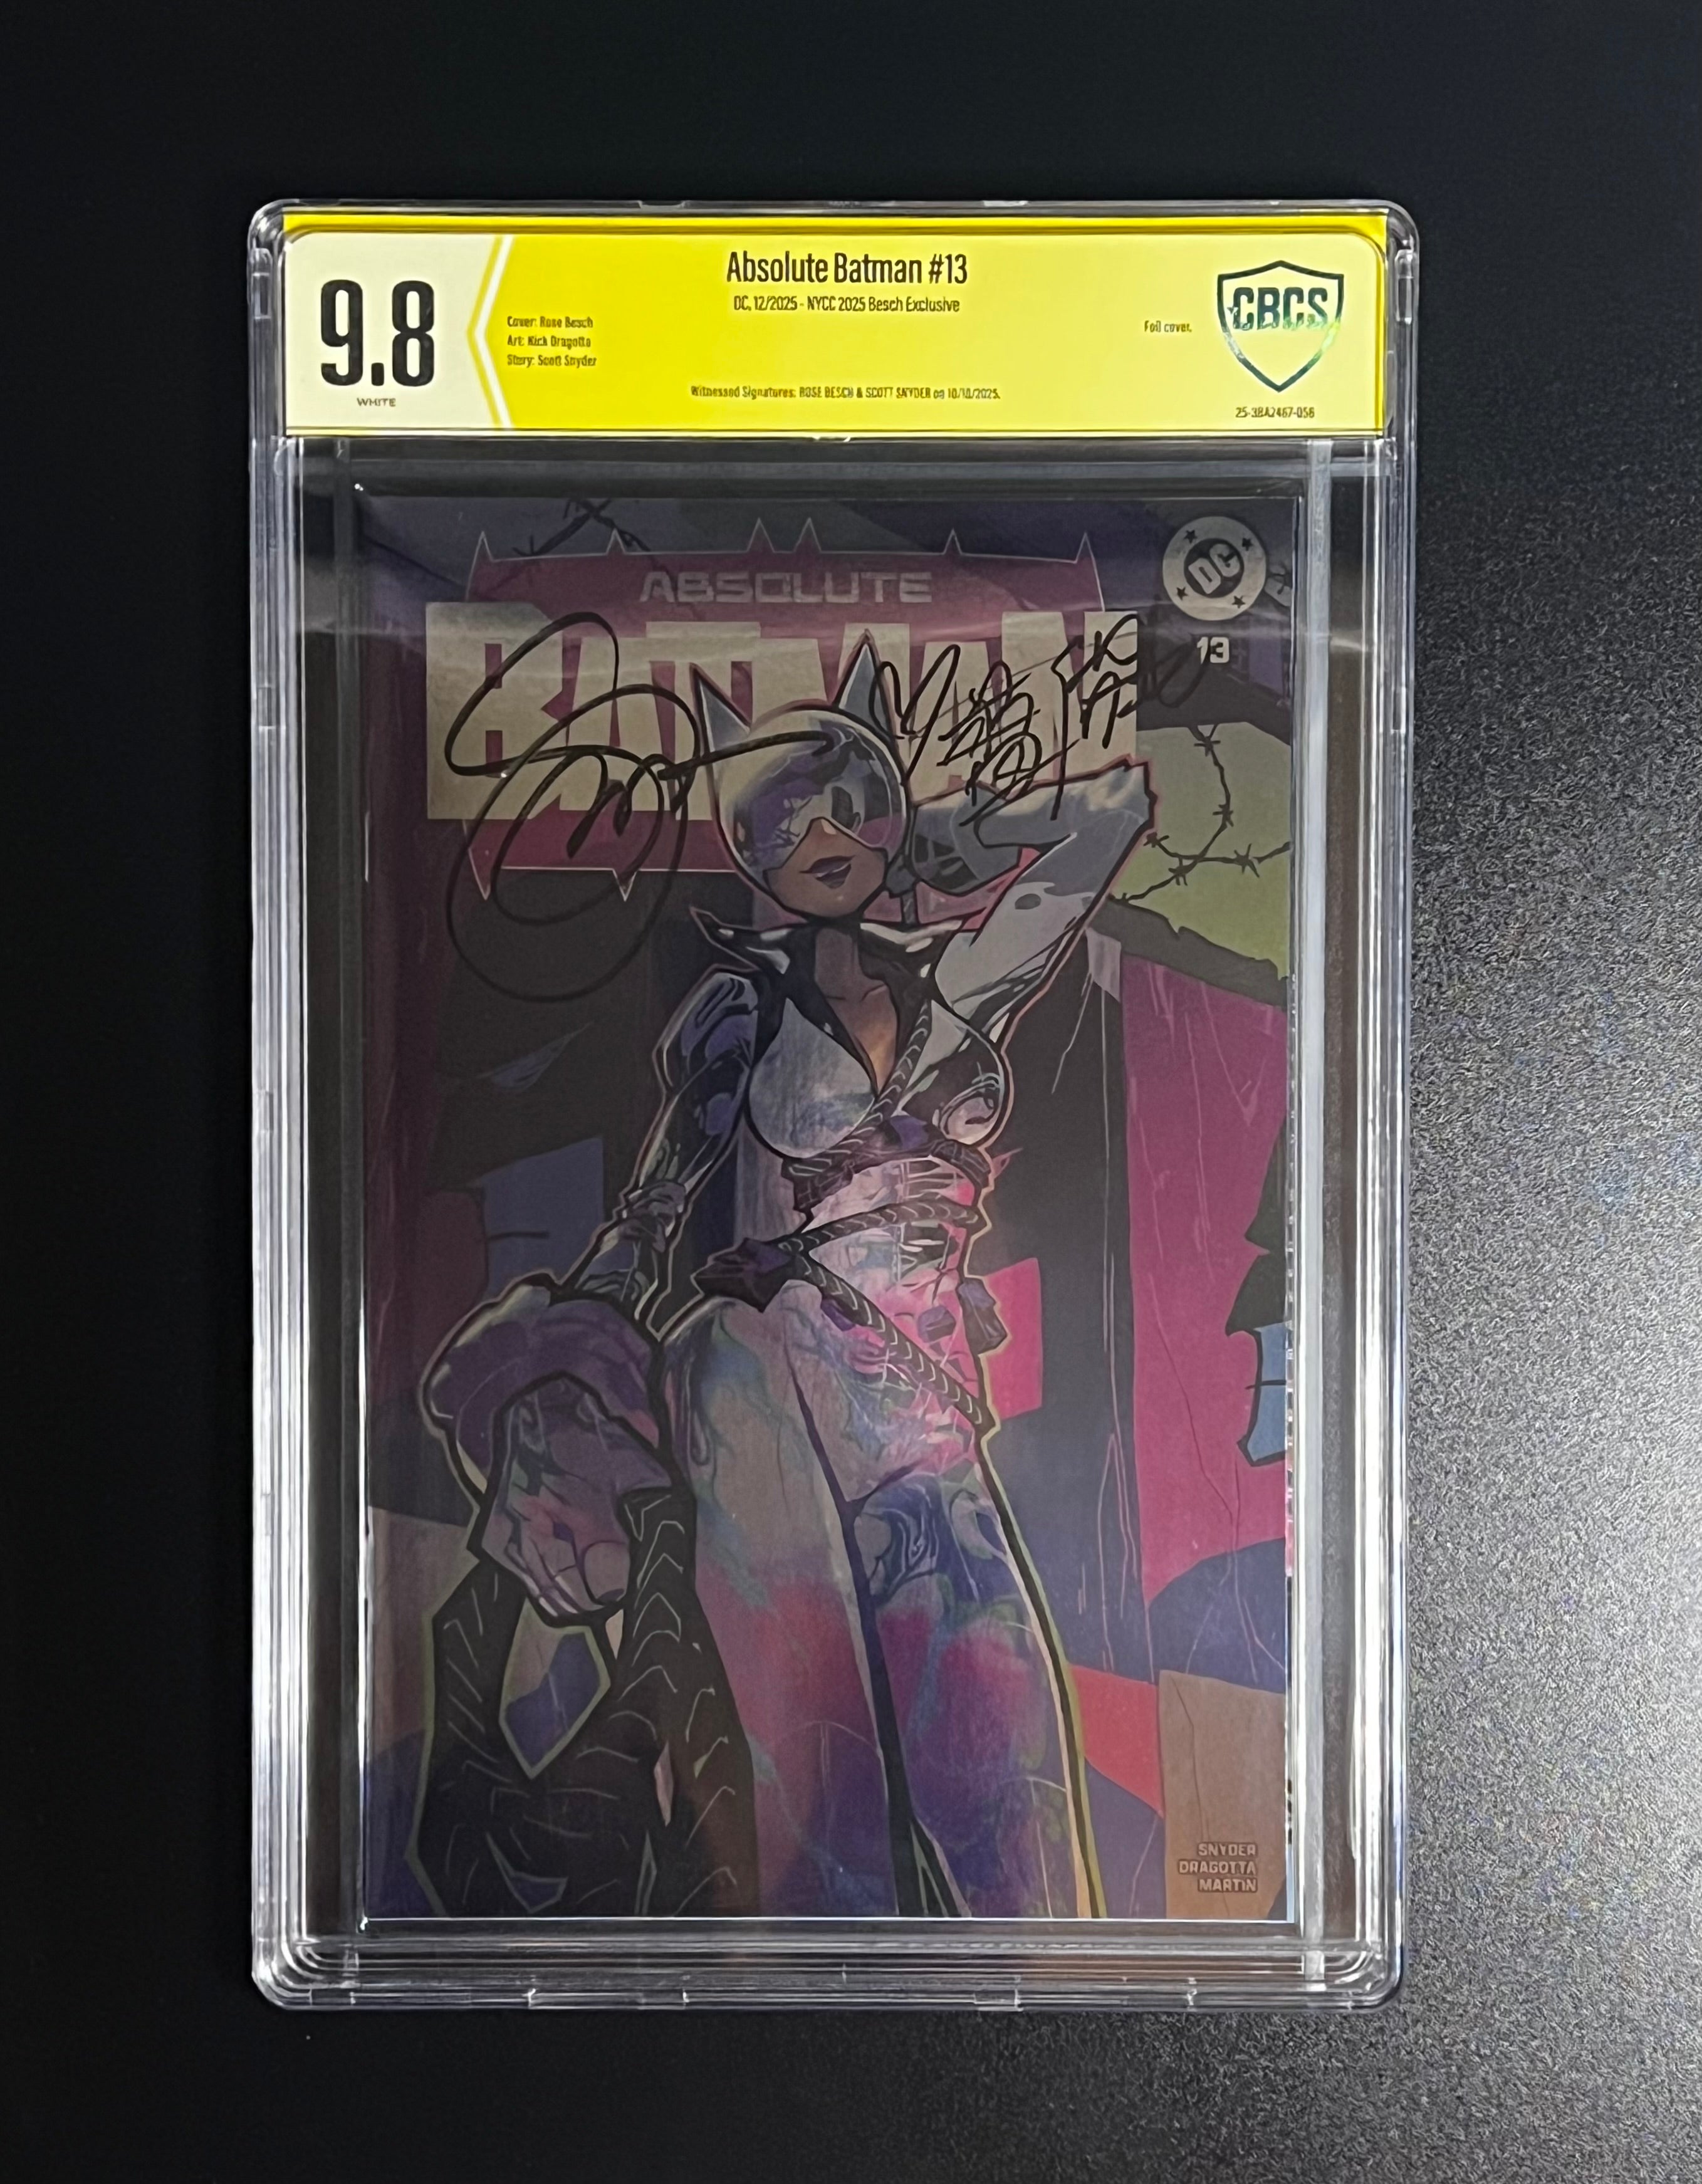 9.8
WHITE
Absolute Batman #13
DC, 12/2025 - NYCC 2025 Besch Exclusive
Cover: Rose Besch
Art: Nick Dragotta
Story: Scott Snyder
Foil cover.
CBCS
Witnessed Signatures: ROSE BESCH & SCOTT SNYDER on 10/10/2025.
25-3BA2467-056
ABSOLUTE
BATMAN
DC
13
SNYDER
DRAGOTTA
MARTIN